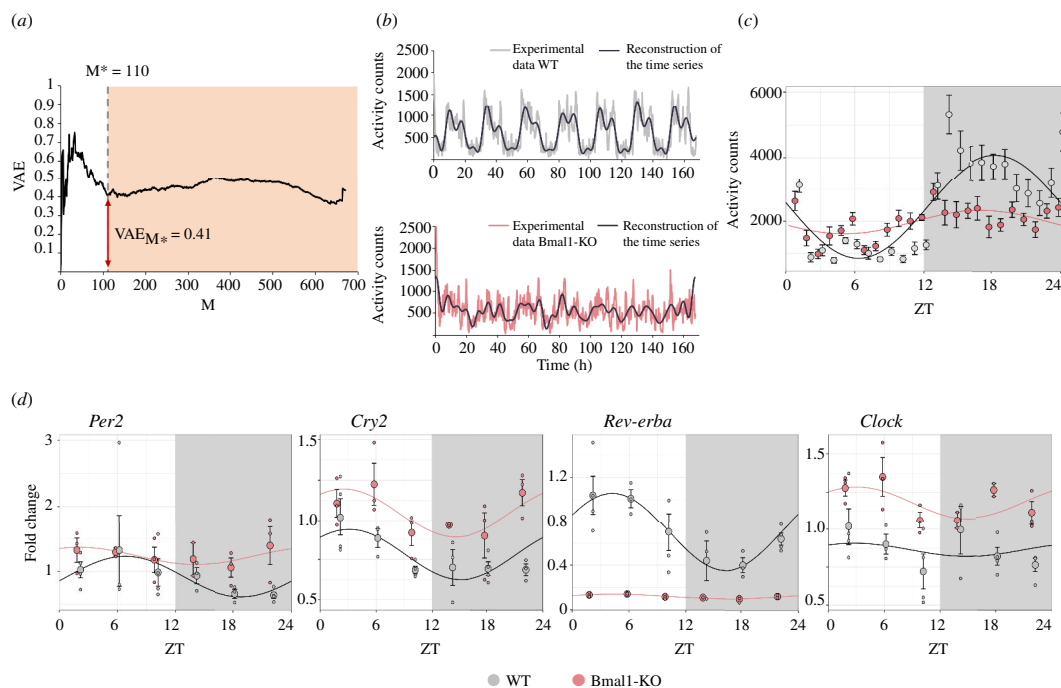 (a)
M* = 110
1
0.9
0.8
0.7
0.6
0.5
0.4
0.3
0.2
0.1
VAE
VAEM* = 0.41
0 100 200 300 400 500 600 700
M
(b)
2500
2000
1500
1000
500
Activity counts
Experimental
data WT
Reconstruction of
the time series
0 20 40 60 80 100 120 140 160
2500
2000
1500
1000
500
Activity counts
Experimental
data Bmal1-KO
Reconstruction of
the time series
0 20 40 60 80 100 120 140 160
Time (h)
(c)
6000
4000
2000
0
Activity counts
0 6 12 18 24
ZT
(d)
Per2
3
2
1
Fold change
0 6 12 18 24
ZT
Cry2
1.5
1.0
0.5
0 6 12 18 24
ZT
Rev-erba
1.2
0.8
0.4
0
0 6 12 18 24
ZT
Clock
1.5
1.0
0.5
0 6 12 18 24
ZT
WT
Bmal1-KO